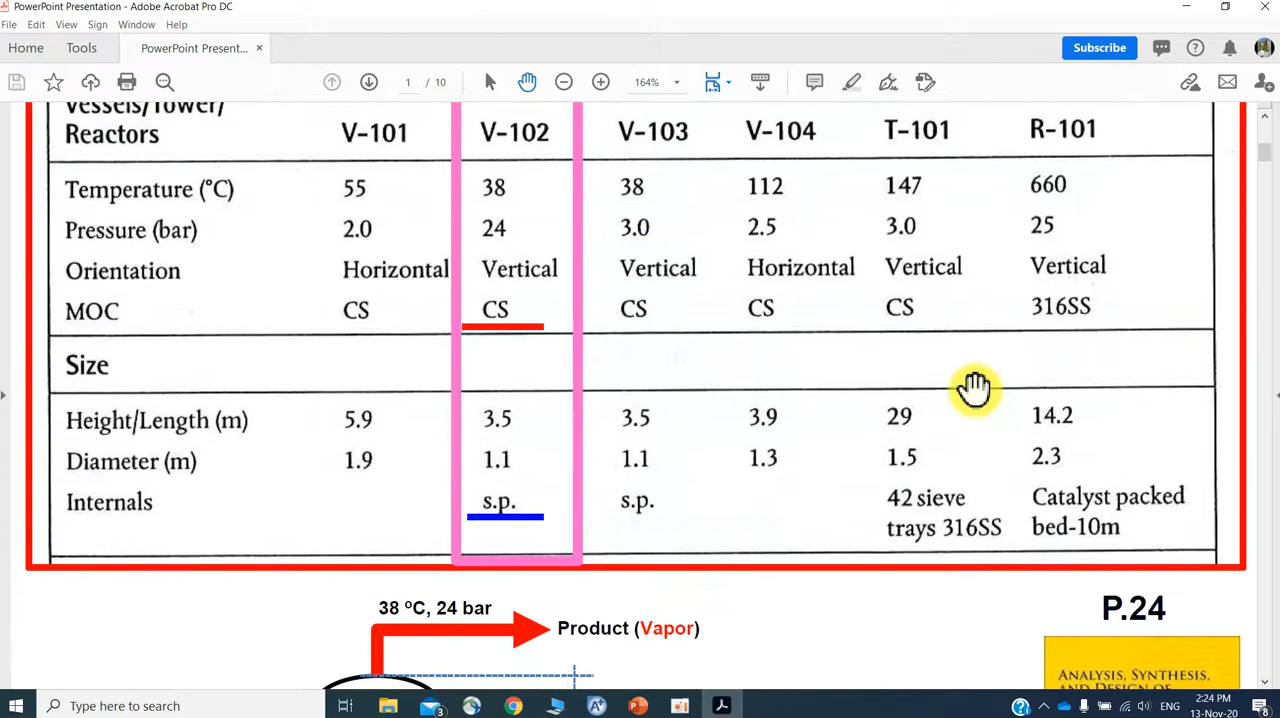 PowerPoint Presentation - Adobe Acrobat Pro DC
File Edit View Sign Window Help
Home Tools PowerPoint Present... × Subscribe
1 / 10 164%
Vessels/Tower/
Reactors V-101 V-102 V-103 V-104 T-101 R-101
Temperature (°C) 55 38 38 112 147 660
Pressure (bar) 2.0 24 3.0 2.5 3.0 25
Orientation Horizontal Vertical Vertical Horizontal Vertical Vertical
MOC CS CS CS CS CS 316SS
Size
Height/Length (m) 5.9 3.5 3.5 3.9 29 14.2
Diameter (m) 1.9 1.1 1.1 1.3 1.5 2.3
Internals s.p. s.p. 42 sieve Catalyst packed
trays 316SS bed-10m
38 ºC, 24 bar P.24
Product (Vapor)
ANALYSIS, SYNTHESIS,
AND DESIGN OF
Type here to search 3 ENG 2:24 PM
13-Nov-20 8